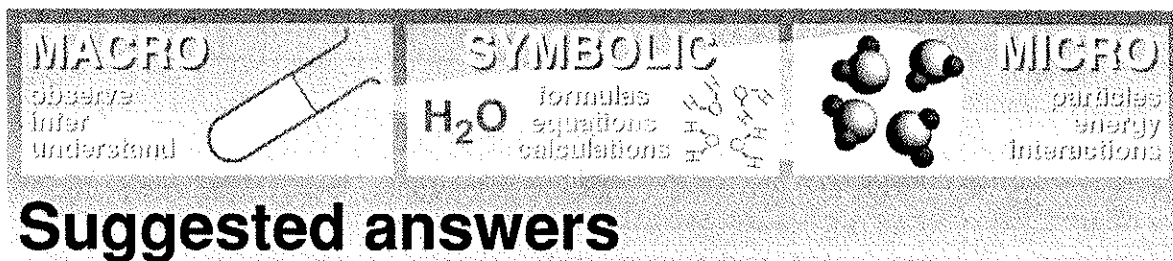 MACRO
observe
infer
understand
SYMBOLIC
H₂O
formulas
equations
calculations
MICRO
particles
energy
interactions
Suggested answers